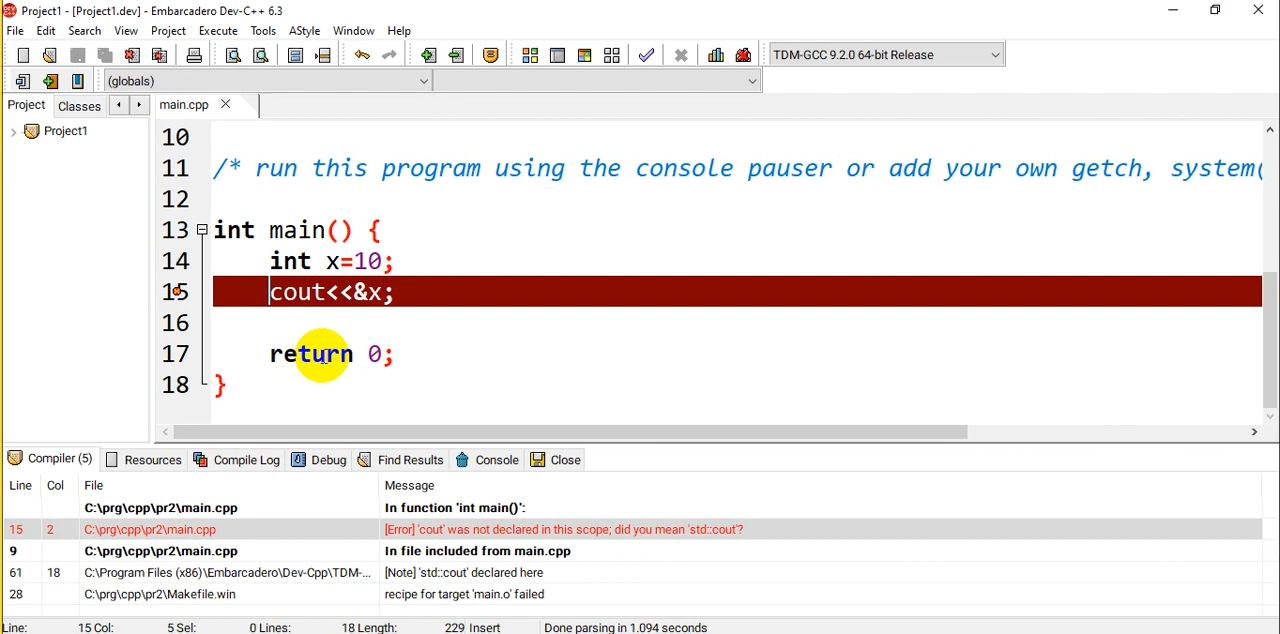 Project1 - [Project1.dev] - Embarcadero Dev-C++ 6.3
File Edit Search View Project Execute Tools AStyle Window Help
TDM-GCC 9.2.0 64-bit Release
(globals)
Project Classes main.cpp
Project1
10
11 /* run this program using the console pauser or add your own getch, system(
12
13 int main() {
14 int x=10;
15 cout<<&x;
16
17 return 0;
18 }
Compiler (5) Resources Compile Log Debug Find Results Console Close
Line Col File Message
C:\prg\cpp\pr2\main.cpp In function 'int main()':
15 2 C:\prg\cpp\pr2\main.cpp [Error] 'cout' was not declared in this scope; did you mean 'std::cout'?
9 C:\prg\cpp\pr2\main.cpp In file included from main.cpp
61 18 C:\Program Files (x86)\Embarcadero\Dev-Cpp\TDM-... [Note] 'std::cout' declared here
28 C:\prg\cpp\pr2\Makefile.win recipe for target 'main.o' failed
Line: 15 Col: 5 Sel: 0 Lines: 18 Length: 229 Insert Done parsing in 1.094 seconds